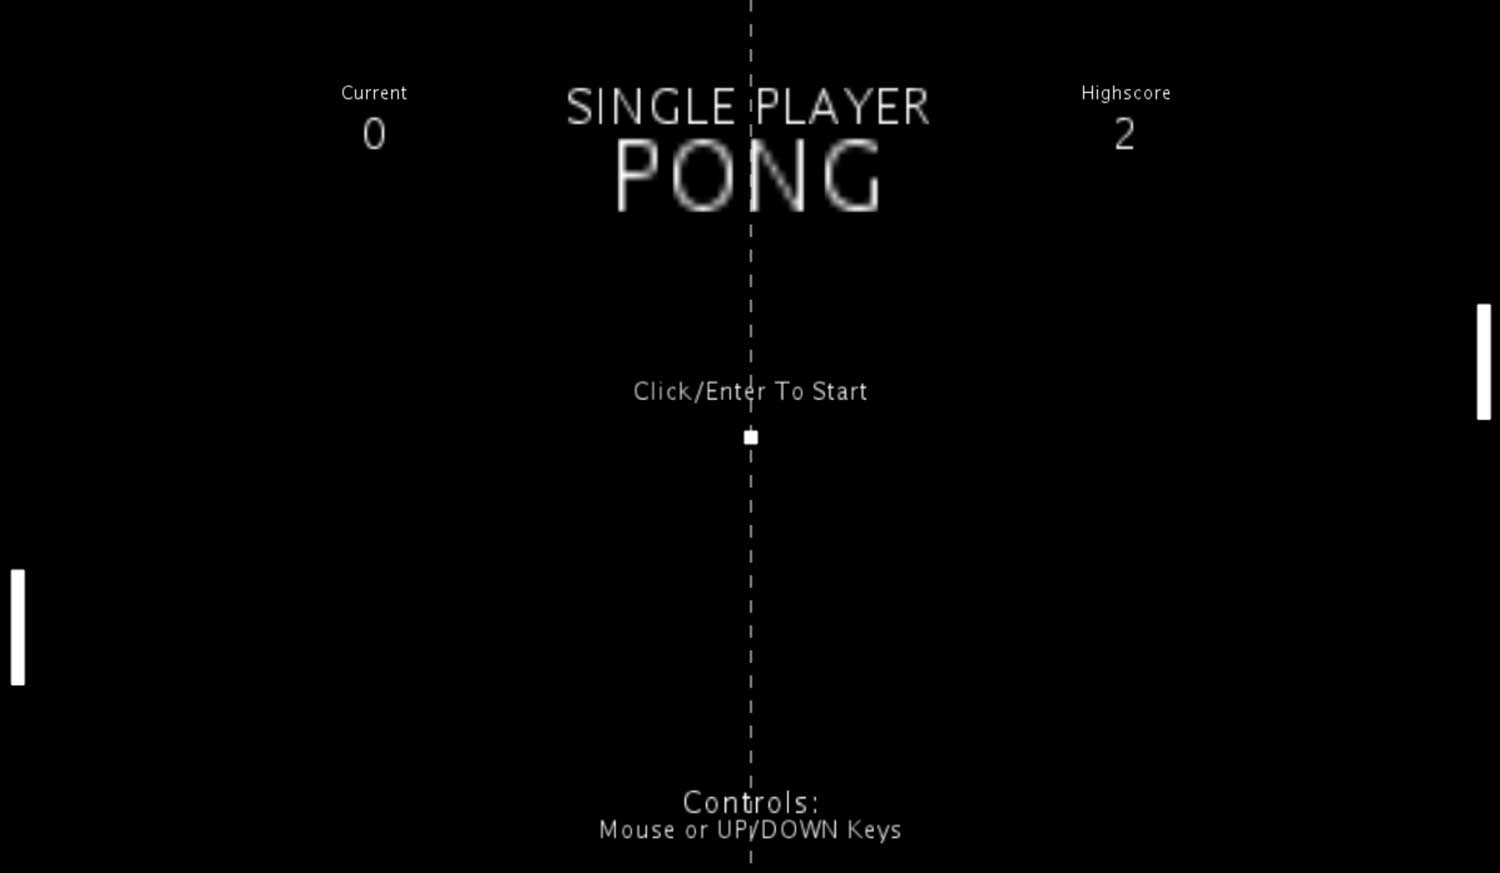 Current
0
SINGLE PLAYER
PONG
Highscore
2
Click/Enter To Start
Controls:
Mouse or UP/DOWN Keys